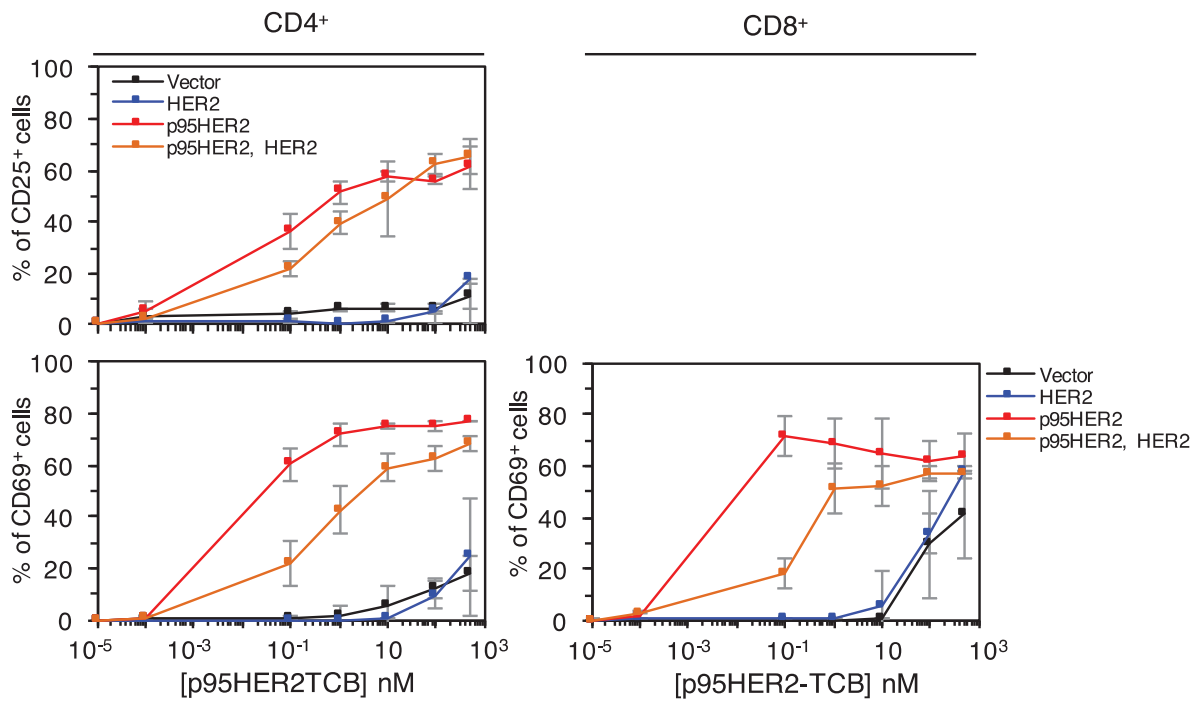 CD4⁺
CD8⁺
% of CD25⁺ cells
100
80
60
40
20
0
Vector
HER2
p95HER2
p95HER2, HER2
% of CD69⁺ cells
100
80
60
40
20
0
10⁻⁵ 10⁻³ 10⁻¹ 10 10³
[p95HER2TCB] nM
% of CD69⁺ cells
100
80
60
40
20
0
10⁻⁵ 10⁻³ 10⁻¹ 10 10³
[p95HER2-TCB] nM
Vector
HER2
p95HER2
p95HER2, HER2